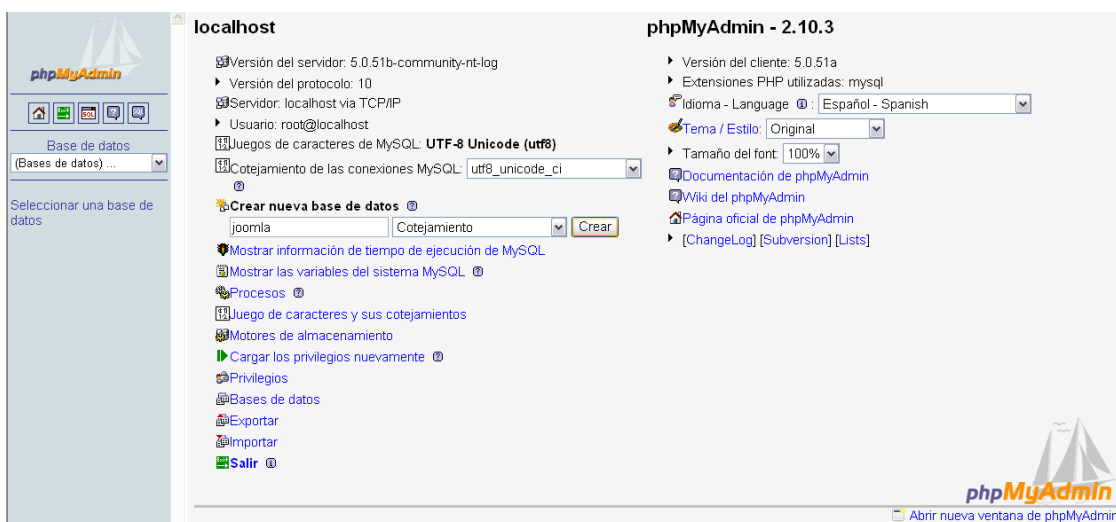 phpMyAdmin
SQL
Base de datos
(Bases de datos) ...
Seleccionar una base de
datos
localhost
Versión del servidor: 5.0.51b-community-nt-log
Versión del protocolo: 10
Servidor: localhost via TCP/IP
Usuario: root@localhost
Juegos de caracteres de MySQL: UTF-8 Unicode (utf8)
Cotejamiento de las conexiones MySQL: utf8_unicode_ci
Crear nueva base de datos
joomla Cotejamiento Crear
Mostrar información de tiempo de ejecución de MySQL
Mostrar las variables del sistema MySQL
Procesos
Juego de caracteres y sus cotejamientos
Motores de almacenamiento
Cargar los privilegios nuevamente
Privilegios
Bases de datos
Exportar
Importar
Salir
phpMyAdmin - 2.10.3
Versión del cliente: 5.0.51a
Extensiones PHP utilizadas: mysql
Idioma - Language : Español - Spanish
Tema / Estilo: Original
Tamaño del font: 100%
Documentación de phpMyAdmin
Wiki del phpMyAdmin
Página oficial de phpMyAdmin
[ChangeLog] [Subversion] [Lists]
phpMyAdmin
Abrir nueva ventana de phpMyAdmin